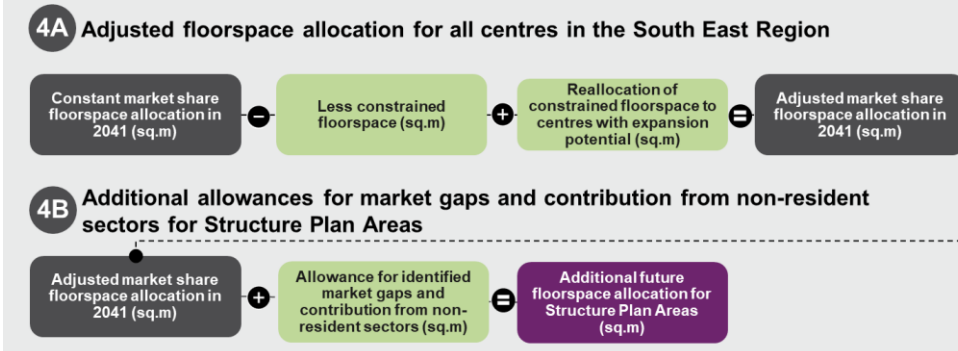 4A Adjusted floorspace allocation for all centres in the South East Region
Constant market share
floorspace allocation in
2041 (sq.m)
Less constrained
floorspace (sq.m)
Reallocation of
constrained floorspace to
centres with expansion
potential (sq.m)
Adjusted market share
floorspace allocation in
2041 (sq.m)
4B Additional allowances for market gaps and contribution from non-resident
sectors for Structure Plan Areas
Adjusted market share
floorspace allocation in
2041 (sq.m)
Allowance for identified
market gaps and
contribution from non-
resident sectors (sq.m)
Additional future
floorspace allocation for
Structure Plan Areas
(sq.m)